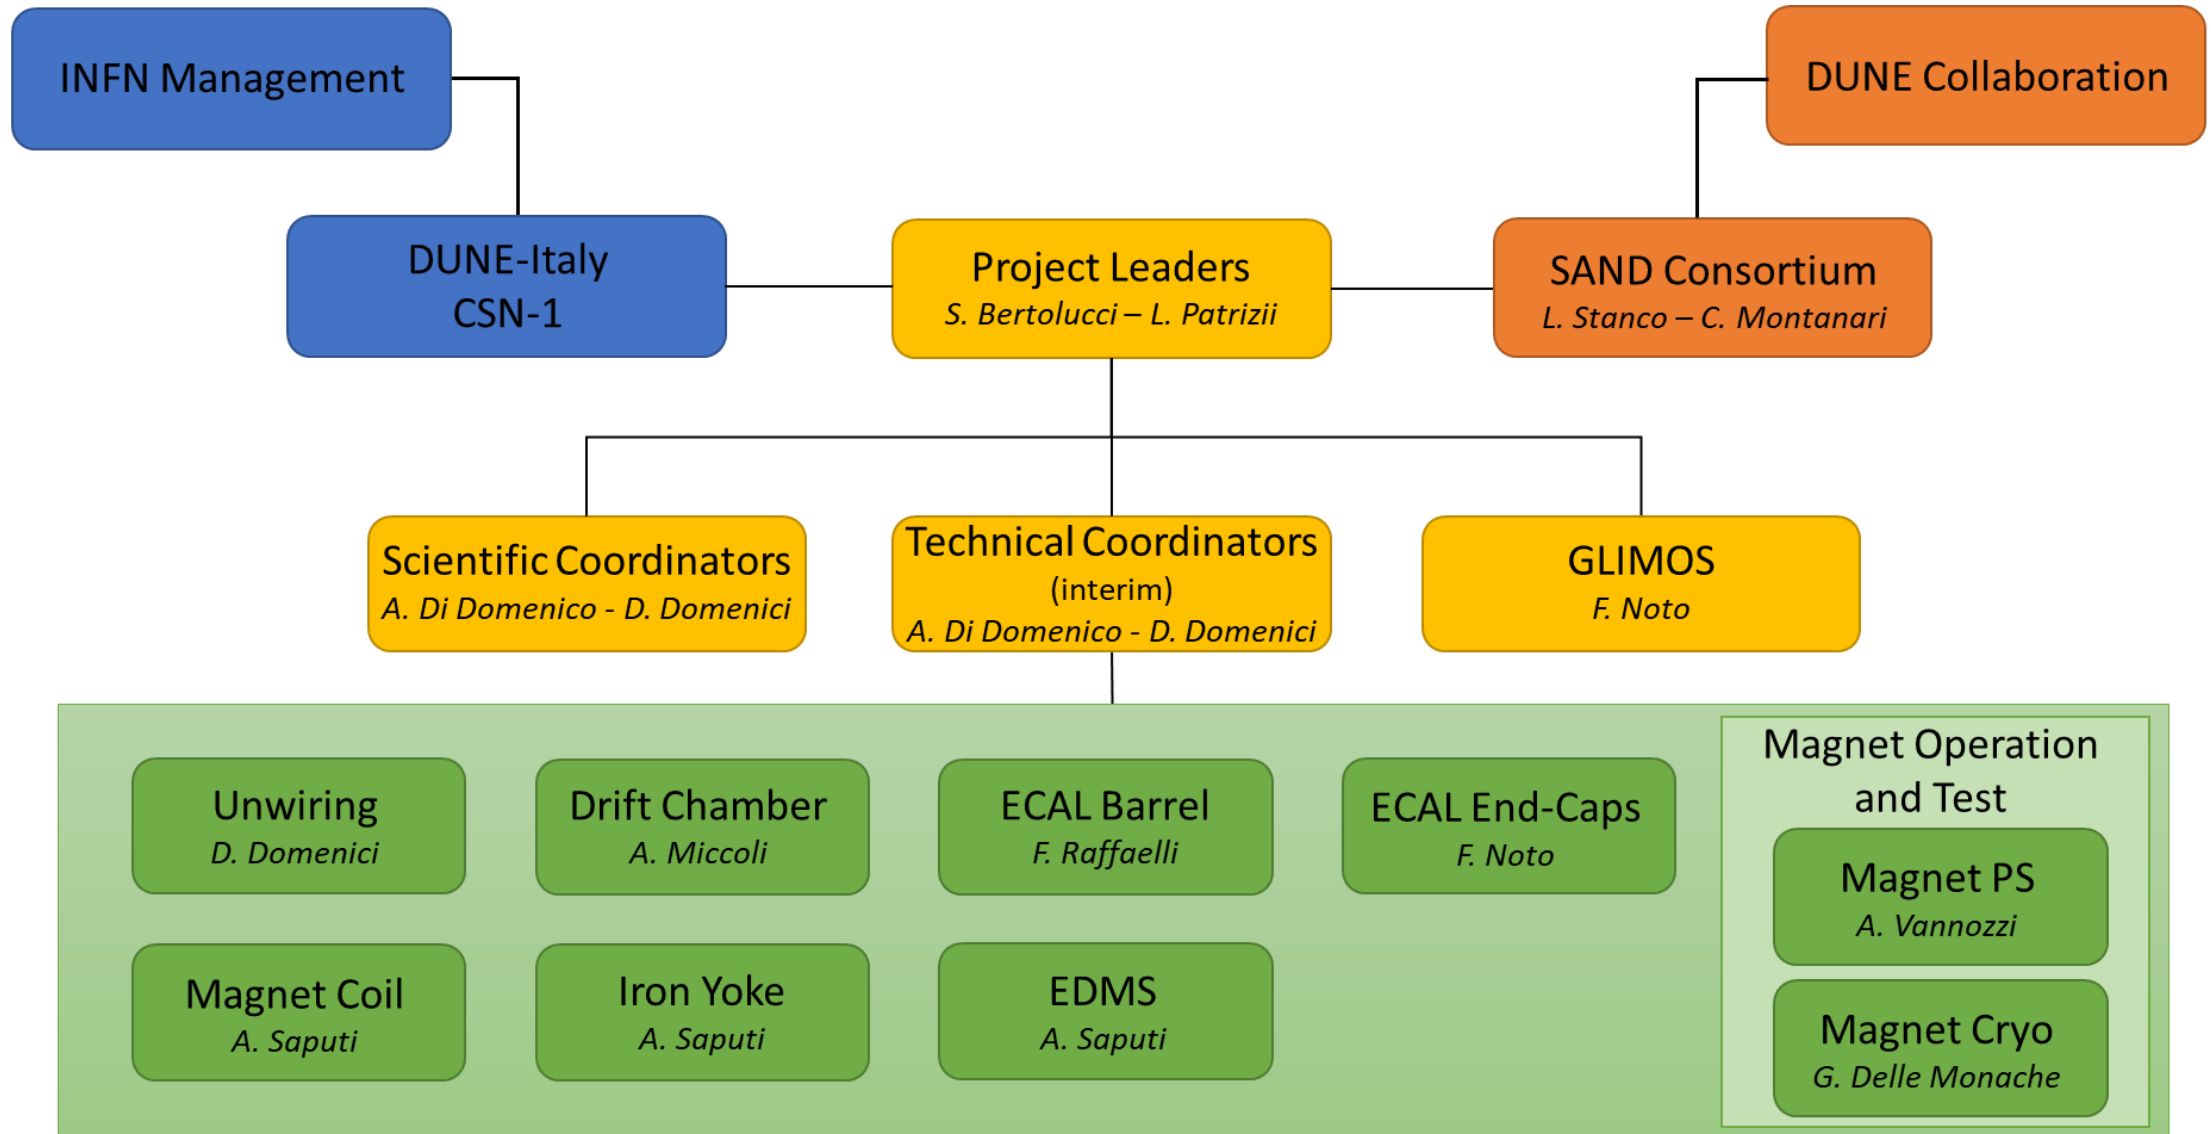 INFN Management
DUNE Collaboration
DUNE-Italy
CSN-1
Project Leaders
S. Bertolucci – L. Patrizii
SAND Consortium
L. Stanco – C. Montanari
Scientific Coordinators
A. Di Domenico - D. Domenici
Technical Coordinators
(interim)
A. Di Domenico - D. Domenici
GLIMOS
F. Noto
Unwiring
D. Domenici
Drift Chamber
A. Miccoli
ECAL Barrel
F. Raffaelli
ECAL End-Caps
F. Noto
Magnet Coil
A. Saputi
Iron Yoke
A. Saputi
EDMS
A. Saputi
Magnet Operation
and Test
Magnet PS
A. Vannozzi
Magnet Cryo
G. Delle Monache